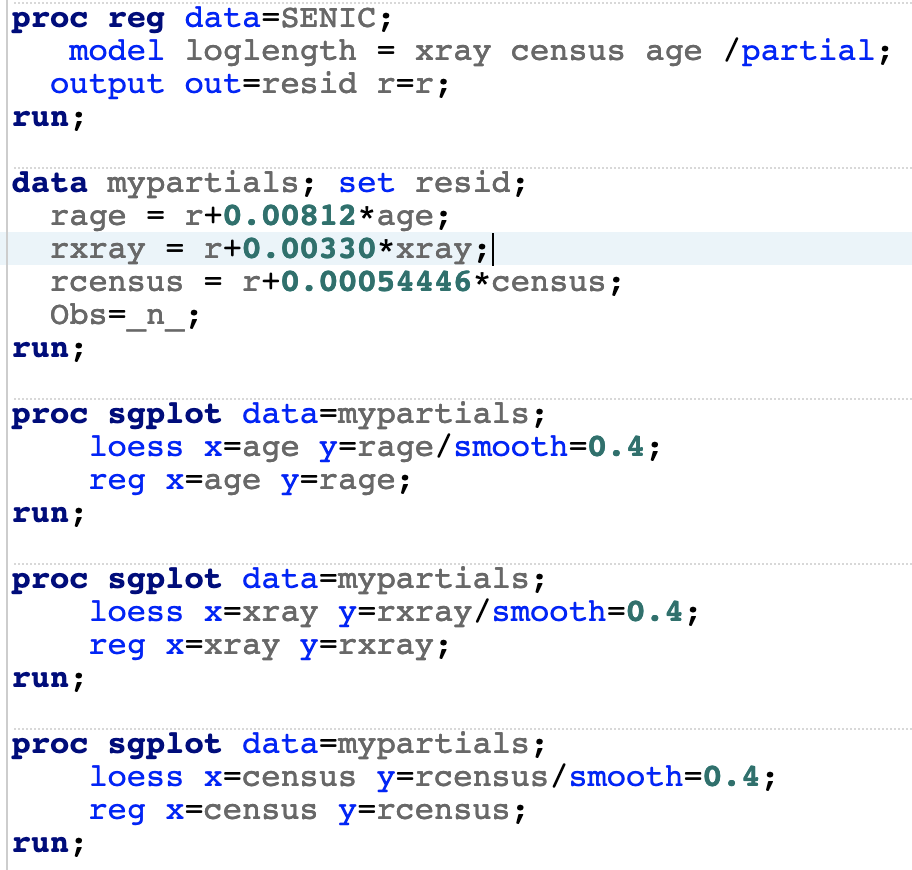 proc reg data=SENIC;
model loglength = xray census age /partial;
output out=resid r=r;
run;
data mypartials; set resid;
rage = r+0.00812*age;
rxray = r+0.00330*xray;
rcensus = r+0.00054446*census;
Obs=_n_;
run;
proc sgplot data=mypartials;
loess x=age y=rage/smooth=0.4;
reg x=age y=rage;
run;
proc sgplot data=mypartials;
loess x=xray y=rxray/smooth=0.4;
reg x=xray y=rxray;
run;
proc sgplot data=mypartials;
loess x=census y=rcensus/smooth=0.4;
reg x=census y=rcensus;
run;